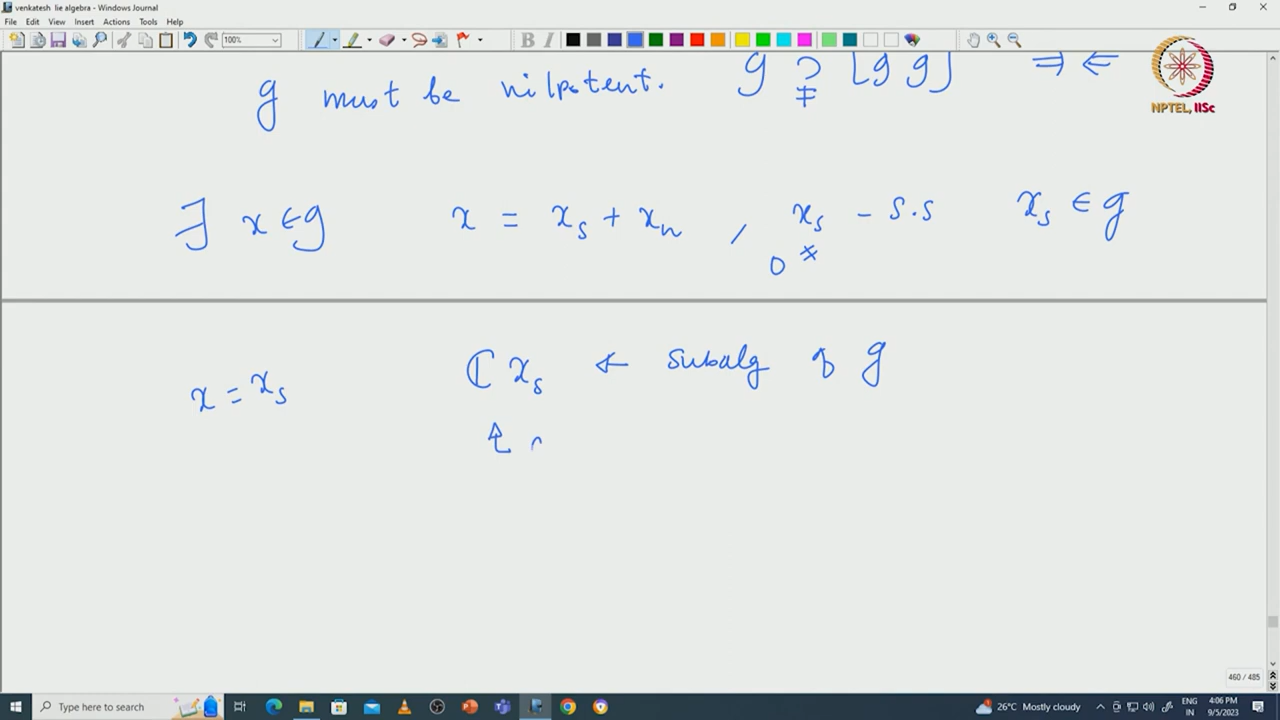 venkatesh lie algebra - Windows Journal
File Edit View Insert Actions Tools Help
100%
g must be nilpotent. g ⊋ [g g] ⇒⇐
NPTEL, IISc
∃ x ∈ g x = x_s + x_n , x_s - s.s x_s ∈ g
0 ≠
x = x_s ℂ x_s ← subalg of g
460 / 485
Type here to search
26°C Mostly cloudy
ENG
IN
4:06 PM
9/5/2023